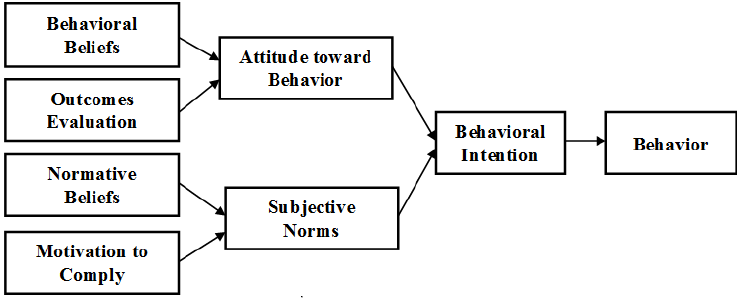 Behavioral
Beliefs
Outcomes
Evaluation
Normative
Beliefs
Motivation to
Comply
Attitude toward
Behavior
Subjective
Norms
Behavioral
Intention
Behavior